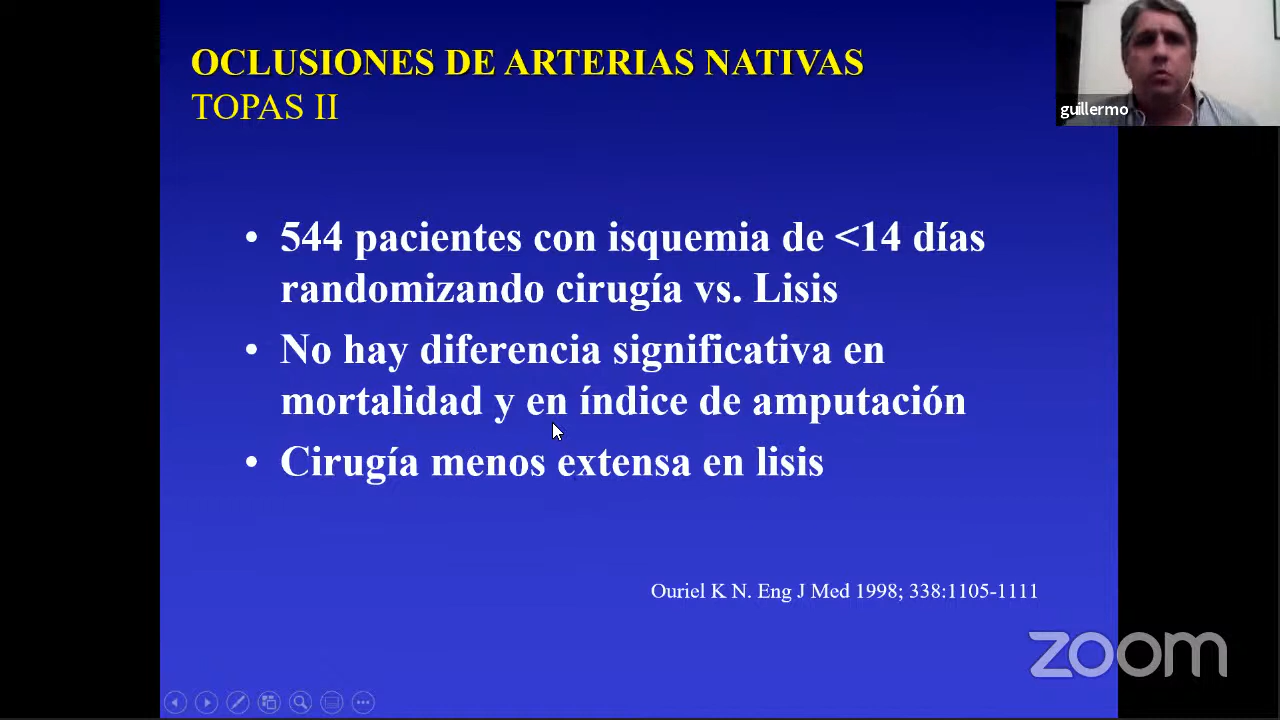 OCLUSIONES DE ARTERIAS NATIVAS
TOPAS II
guillermo
• 544 pacientes con isquemia de <14 días
randomizando cirugía vs. Lisis
• No hay diferencia significativa en
mortalidad y en índice de amputación
• Cirugía menos extensa en lisis
Ouriel K N. Eng J Med 1998; 338:1105-1111
zoom